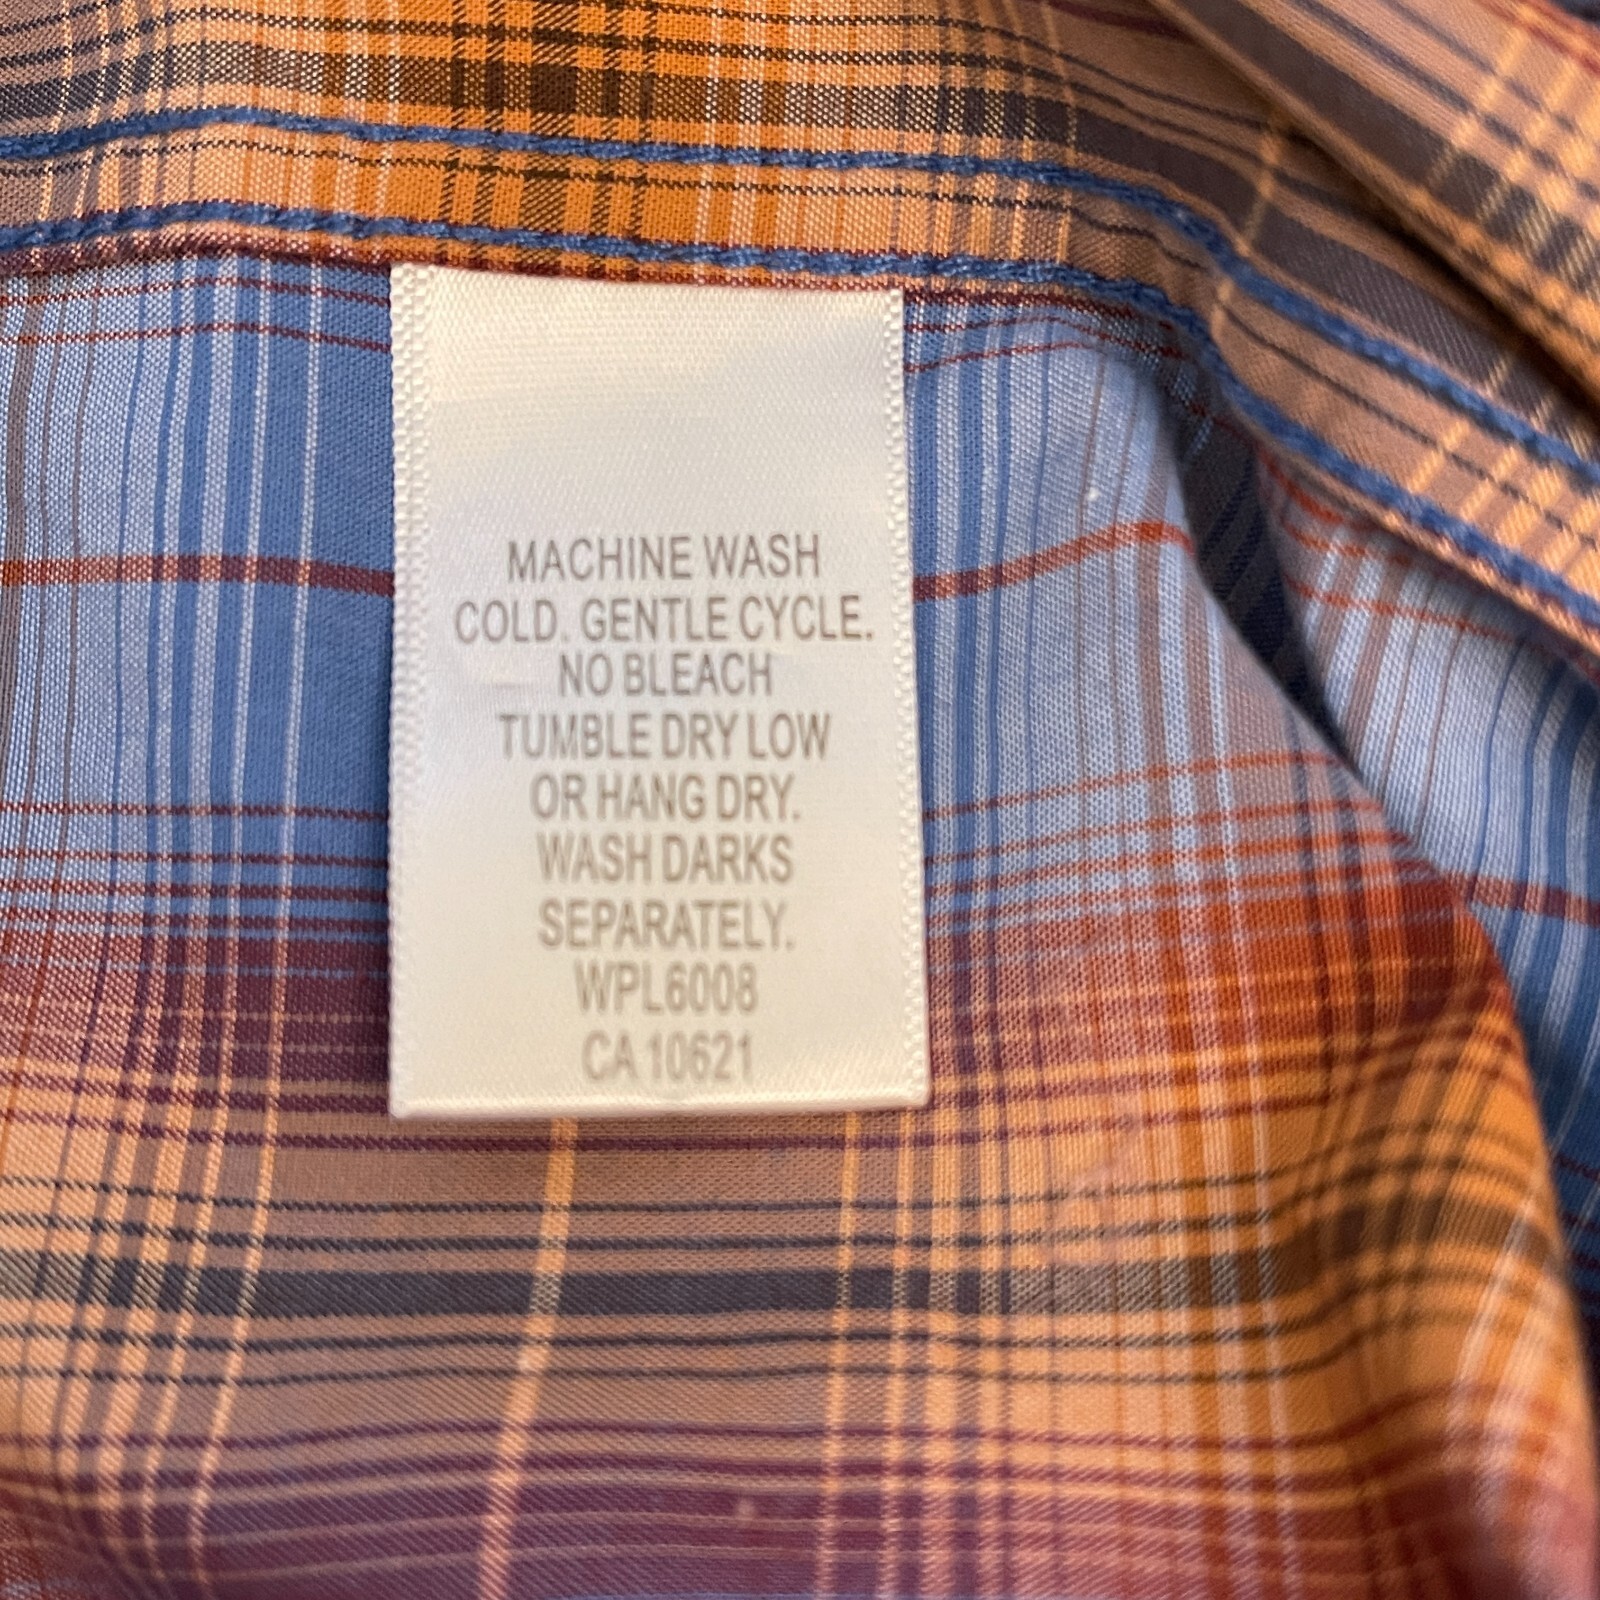 MACHINE WASH
COLD. GENTLE CYCLE.
NO BLEACH
TUMBLE DRY LOW
OR HANG DRY.
WASH DARKS
SEPARATELY.
WPL6008
CA 10621